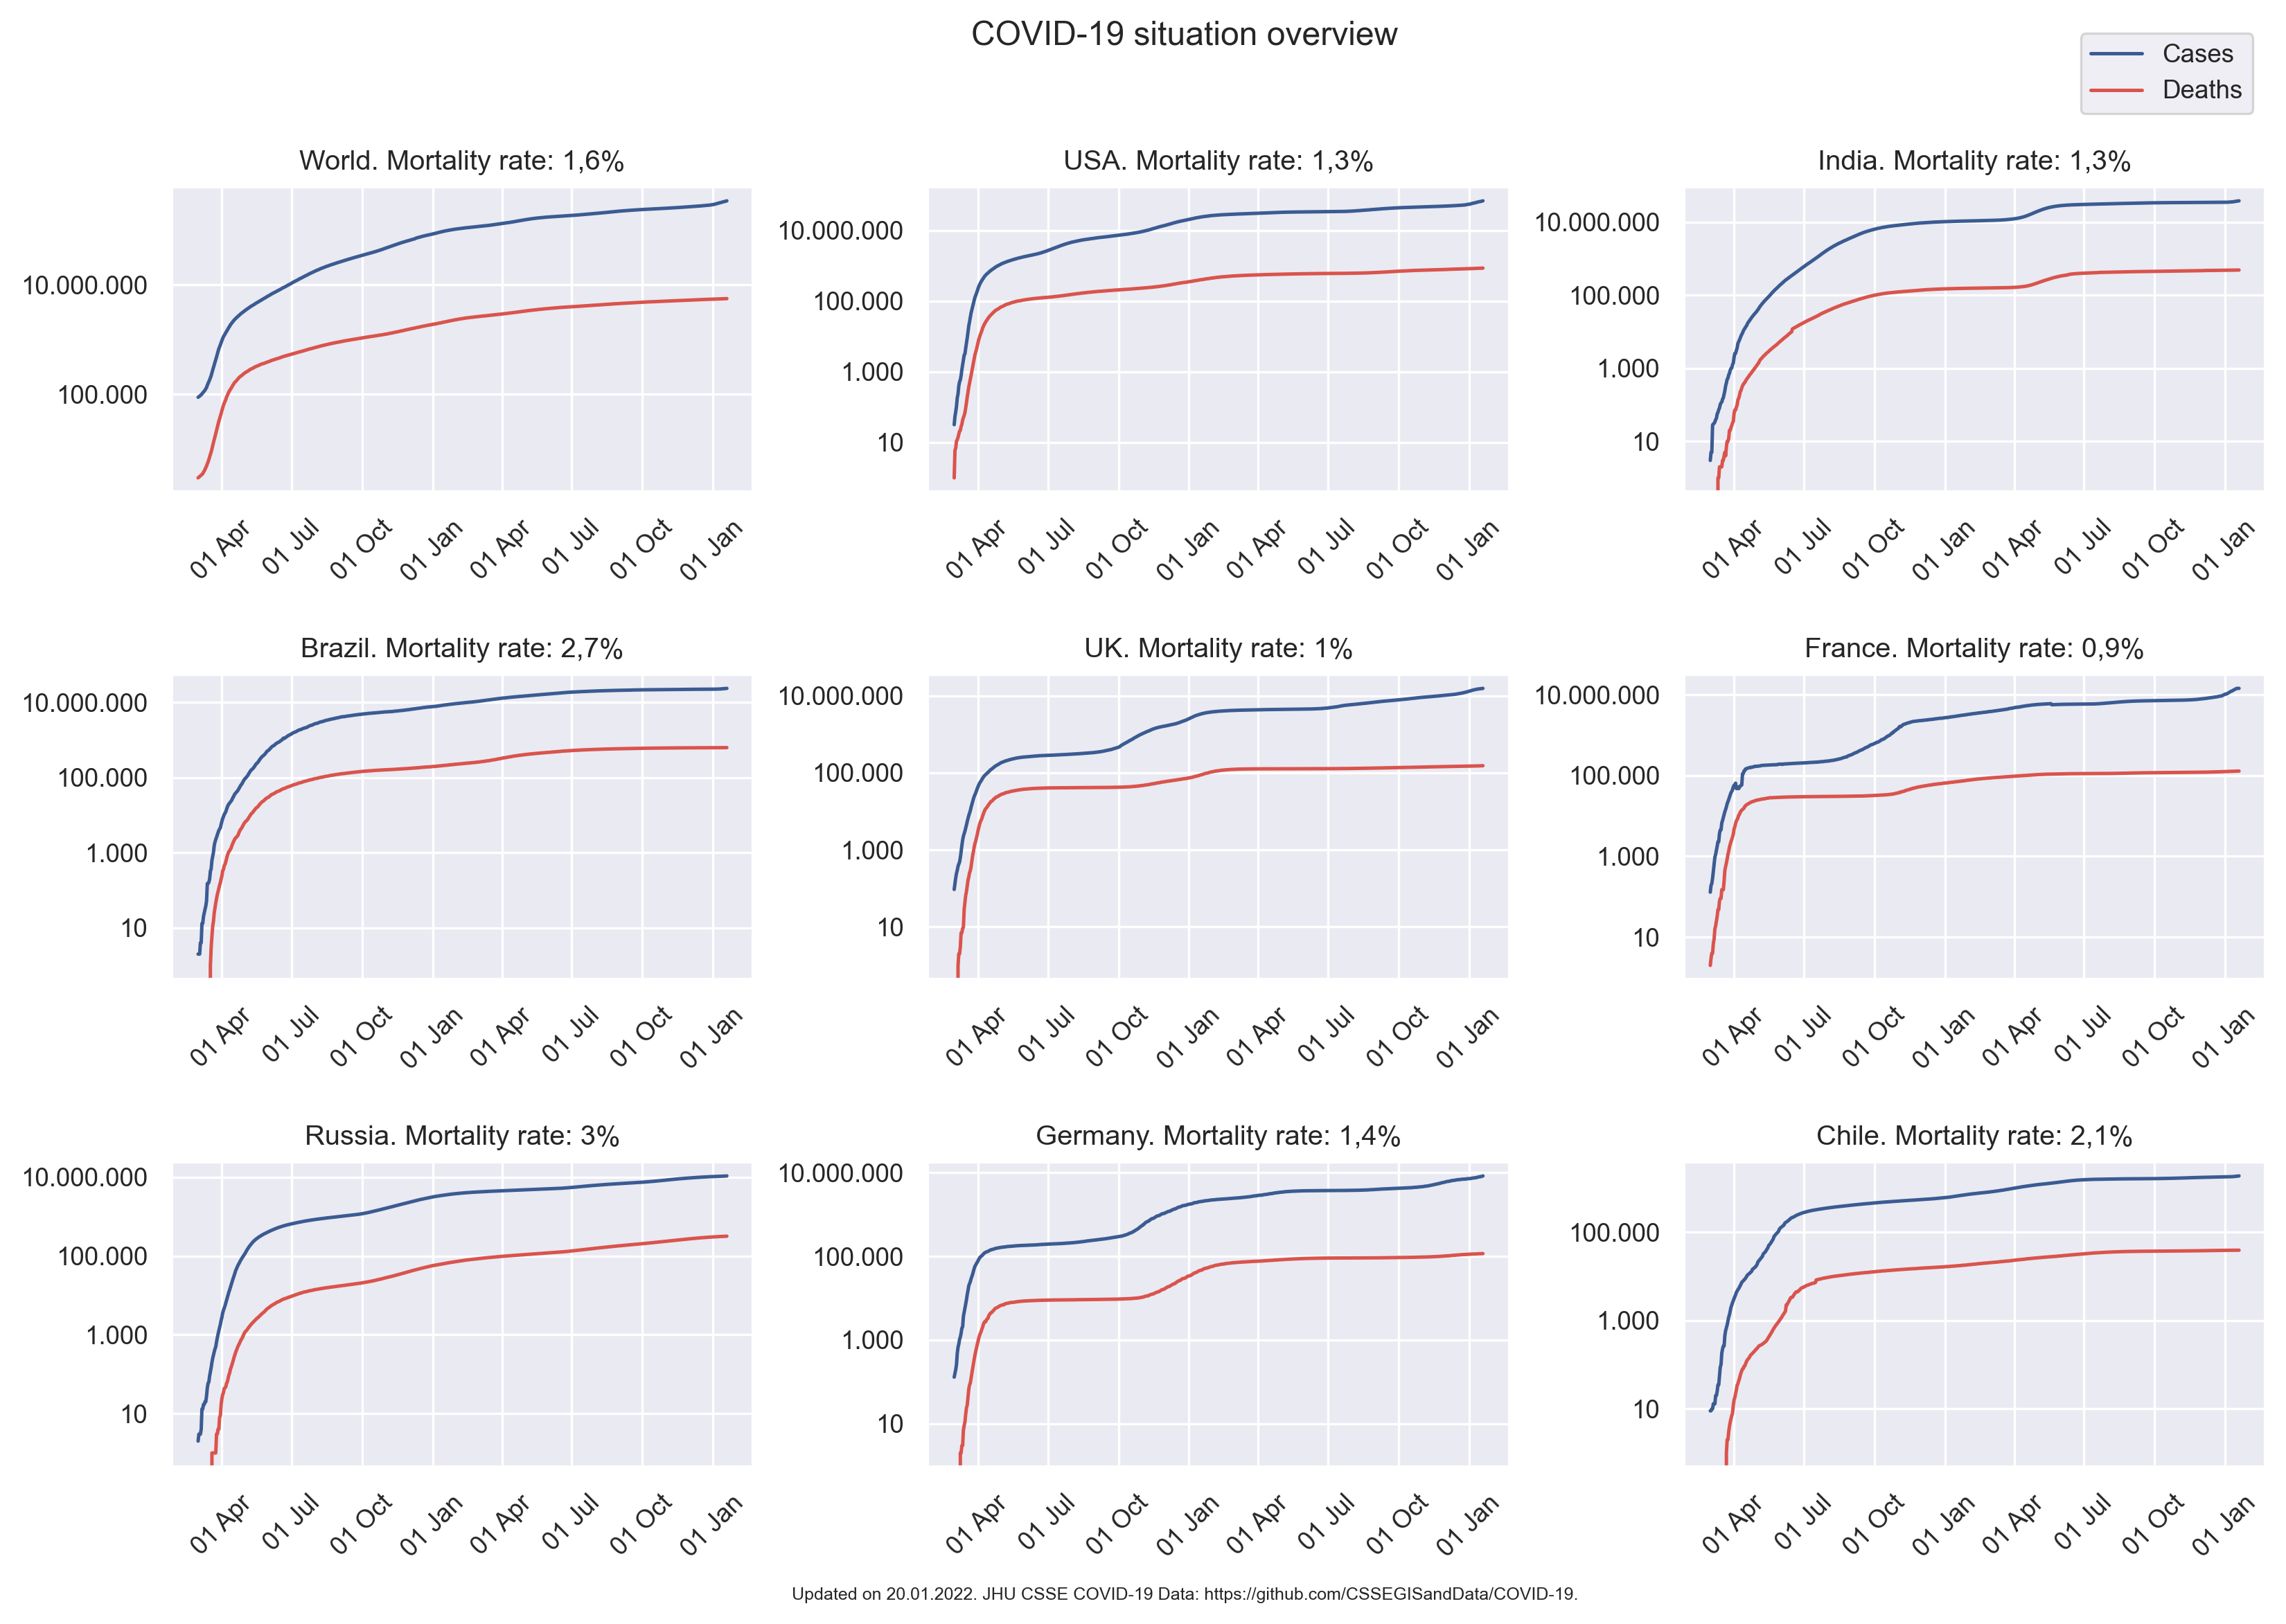 COVID-19 situation overview
Cases
Deaths
World. Mortality rate: 1,6%
10.000.000
100.000
01 Apr
01 Jul
01 Oct
01 Jan
01 Apr
01 Jul
01 Oct
01 Jan
USA. Mortality rate: 1,3%
10.000.000
100.000
1.000
10
01 Apr
01 Jul
01 Oct
01 Jan
01 Apr
01 Jul
01 Oct
01 Jan
India. Mortality rate: 1,3%
10.000.000
100.000
1.000
10
01 Apr
01 Jul
01 Oct
01 Jan
01 Apr
01 Jul
01 Oct
01 Jan
Brazil. Mortality rate: 2,7%
10.000.000
100.000
1.000
10
01 Apr
01 Jul
01 Oct
01 Jan
01 Apr
01 Jul
01 Oct
01 Jan
UK. Mortality rate: 1%
10.000.000
100.000
1.000
10
01 Apr
01 Jul
01 Oct
01 Jan
01 Apr
01 Jul
01 Oct
01 Jan
France. Mortality rate: 0,9%
10.000.000
100.000
1.000
10
01 Apr
01 Jul
01 Oct
01 Jan
01 Apr
01 Jul
01 Oct
01 Jan
Russia. Mortality rate: 3%
10.000.000
100.000
1.000
10
01 Apr
01 Jul
01 Oct
01 Jan
01 Apr
01 Jul
01 Oct
01 Jan
Germany. Mortality rate: 1,4%
10.000.000
100.000
1.000
10
01 Apr
01 Jul
01 Oct
01 Jan
01 Apr
01 Jul
01 Oct
01 Jan
Chile. Mortality rate: 2,1%
100.000
1.000
10
01 Apr
01 Jul
01 Oct
01 Jan
01 Apr
01 Jul
01 Oct
01 Jan
Updated on 20.01.2022. JHU CSSE COVID-19 Data: https://github.com/CSSEGISandData/COVID-19.